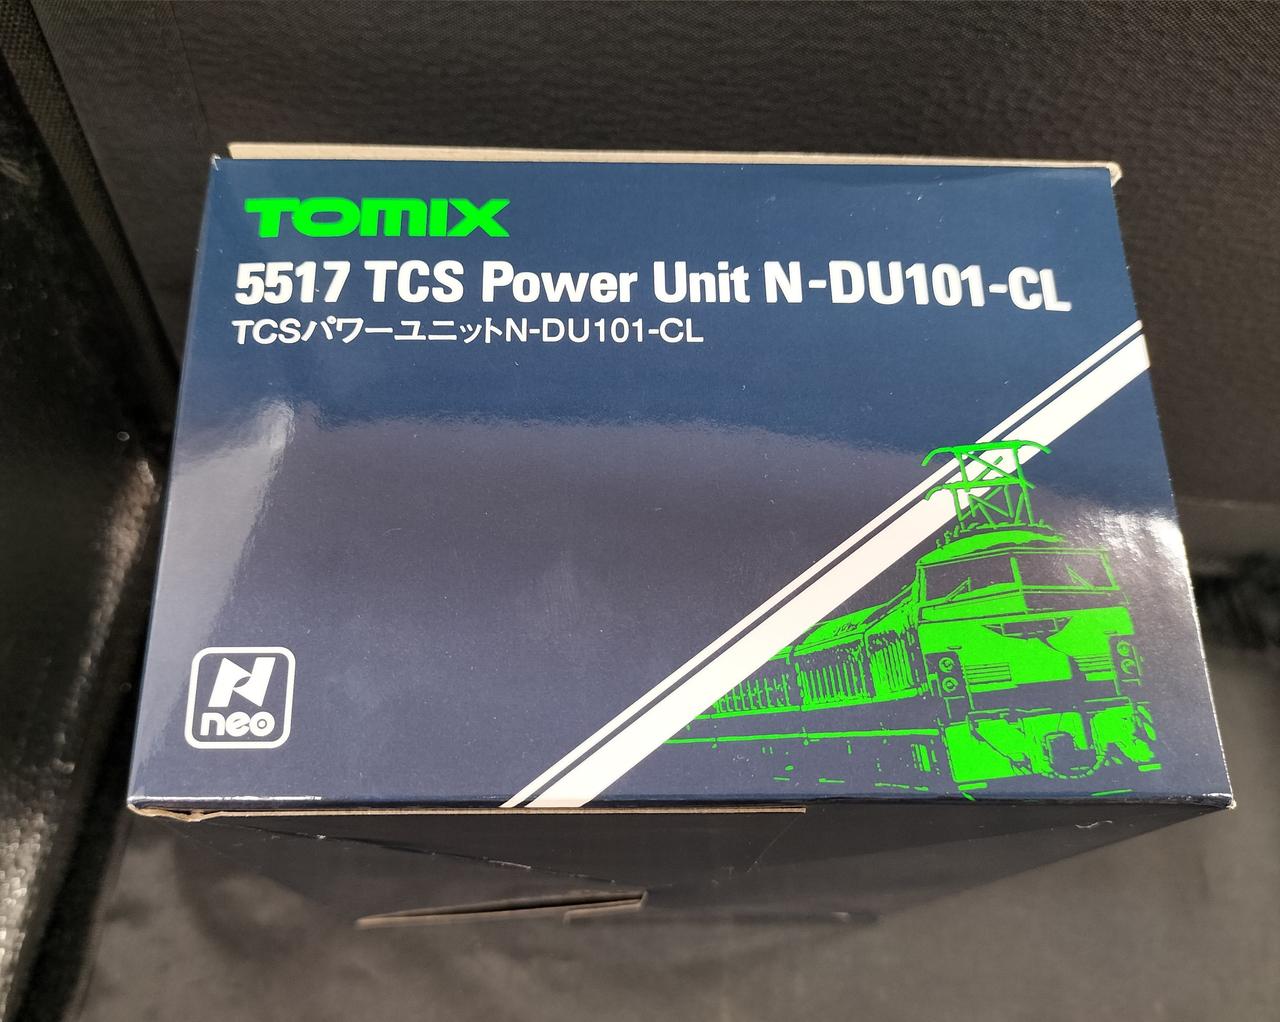 TOMIX
5517 TCS Power Unit N-DU101-CL
TCSパワーユニットN-DU101-CL
N
neo